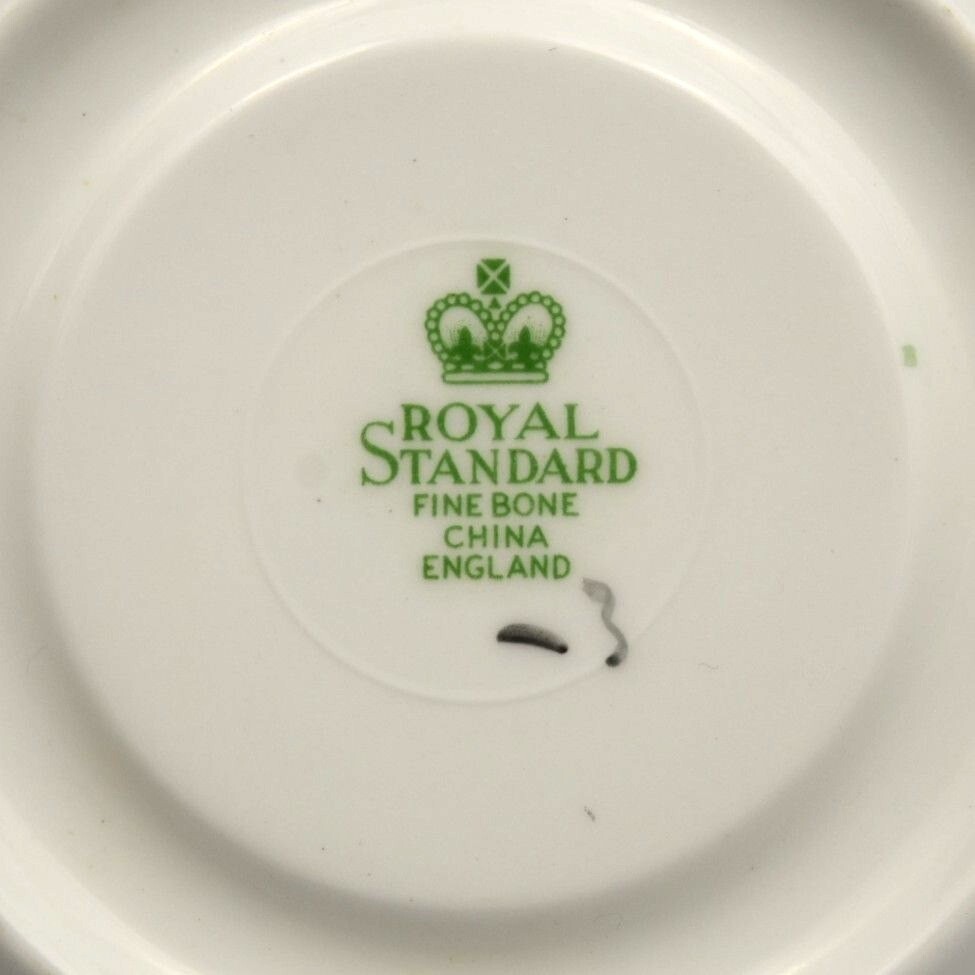 ROYAL
STANDARD
FINE BONE
CHINA
ENGLAND